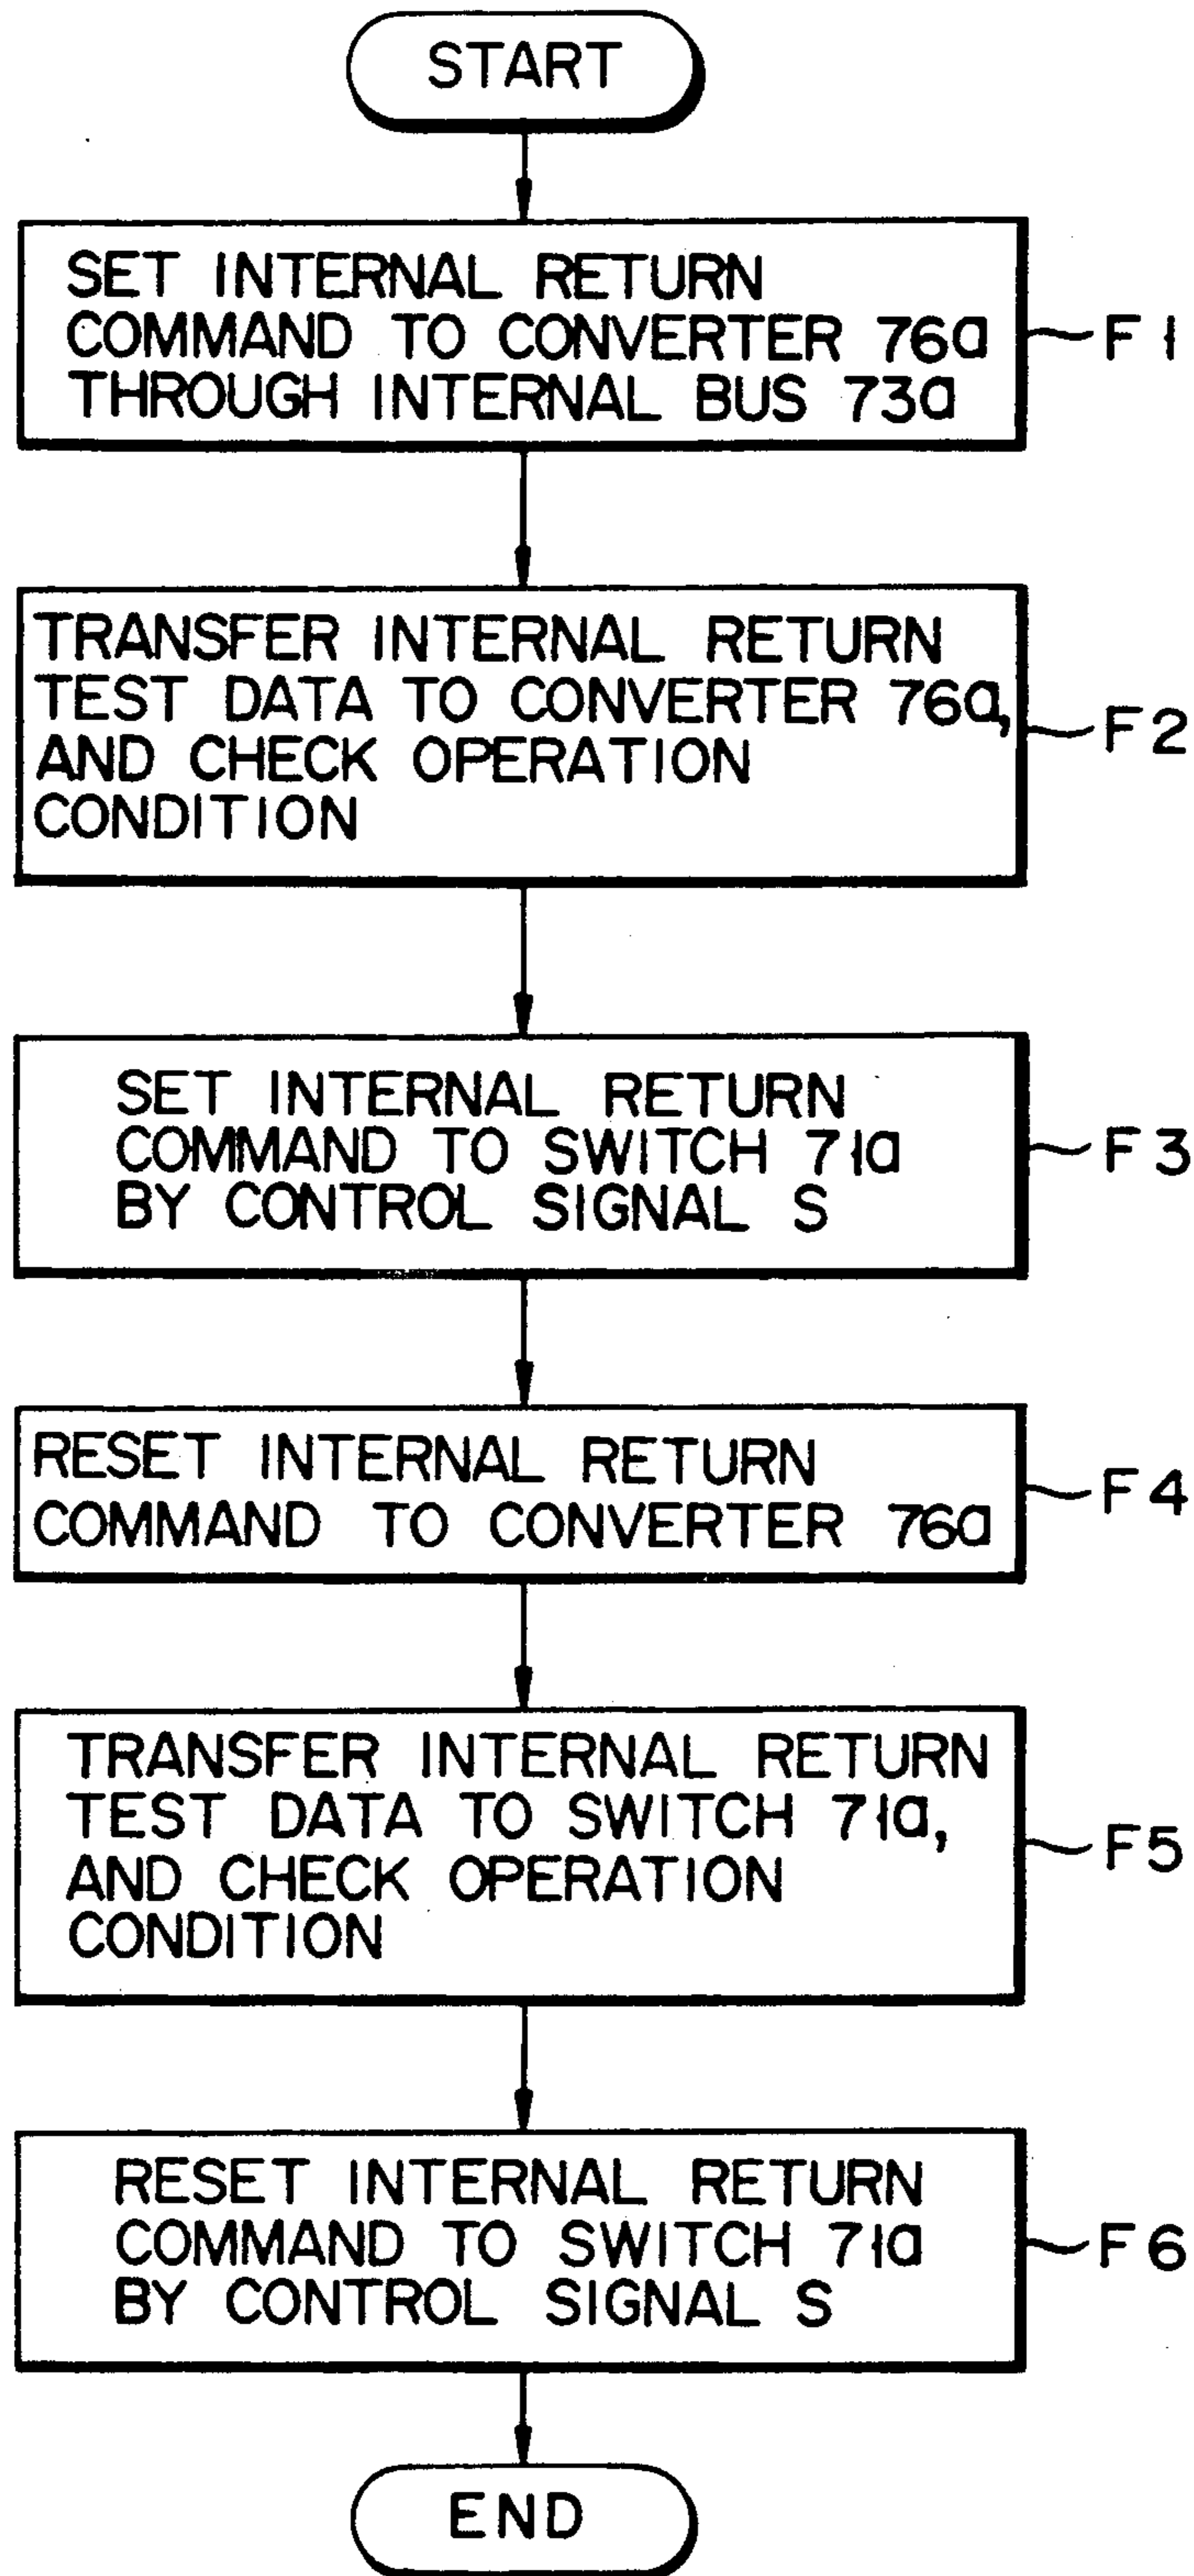 START
SET INTERNAL RETURN
COMMAND TO CONVERTER 76a
THROUGH INTERNAL BUS 73a
F1
TRANSFER INTERNAL RETURN
TEST DATA TO CONVERTER 76a,
AND CHECK OPERATION
CONDITION
F2
SET INTERNAL RETURN
COMMAND TO SWITCH 71a
BY CONTROL SIGNAL S
F3
RESET INTERNAL RETURN
COMMAND TO CONVERTER 76a
F4
TRANSFER INTERNAL RETURN
TEST DATA TO SWITCH 71a,
AND CHECK OPERATION
CONDITION
F5
RESET INTERNAL RETURN
COMMAND TO SWITCH 71a
BY CONTROL SIGNAL S
F6
END